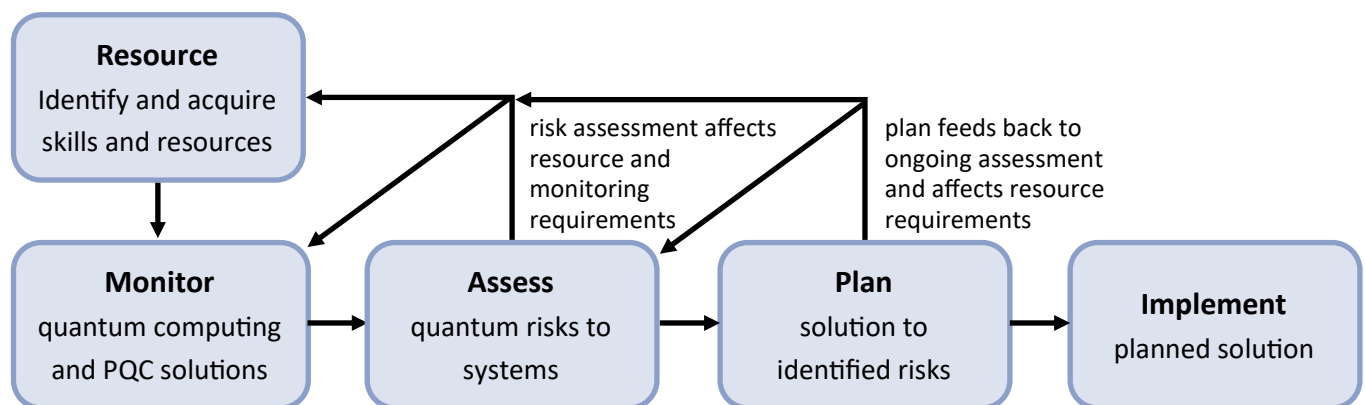 Resource
Identify and acquire
skills and resources
risk assessment affects
resource and
monitoring
requirements
plan feeds back to
ongoing assessment
and affects resource
requirements
Monitor
quantum computing
and PQC solutions
Assess
quantum risks to
systems
Plan
solution to
identified risks
Implement
planned solution